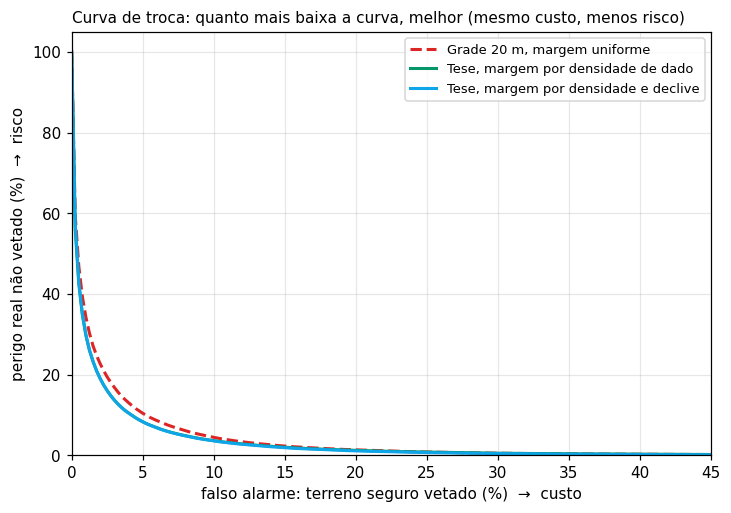 Curva de troca: quanto mais baixa a curva, melhor (mesmo custo, menos risco)
Grade 20 m, margem uniforme
Tese, margem por densidade de dado
Tese, margem por densidade e declive
perigo real não vetado (%) → risco
100
80
60
40
20
0
0 5 10 15 20 25 30 35 40 45
falso alarme: terreno seguro vetado (%) → custo